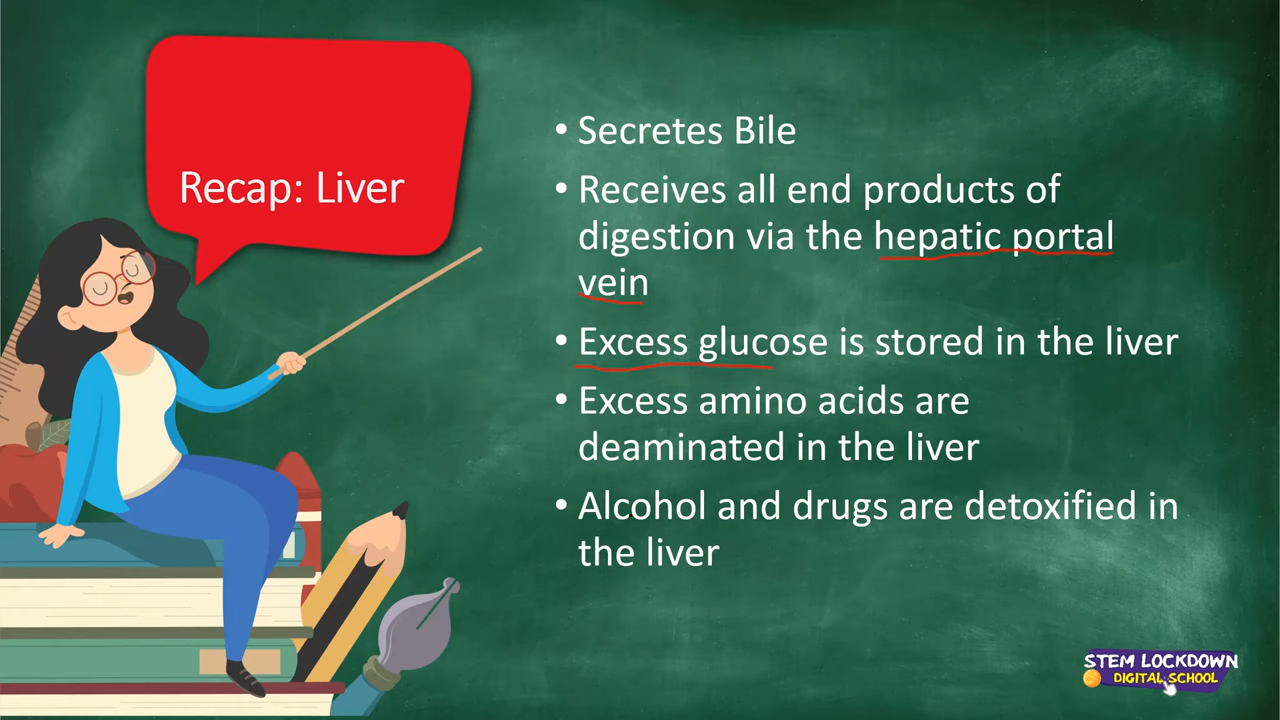 Recap: Liver
• Secretes Bile
• Receives all end products of
digestion via the hepatic portal
vein
• Excess glucose is stored in the liver
• Excess amino acids are
deaminated in the liver
• Alcohol and drugs are detoxified in
the liver
STEM LOCKDOWN
DIGITAL SCHOOL